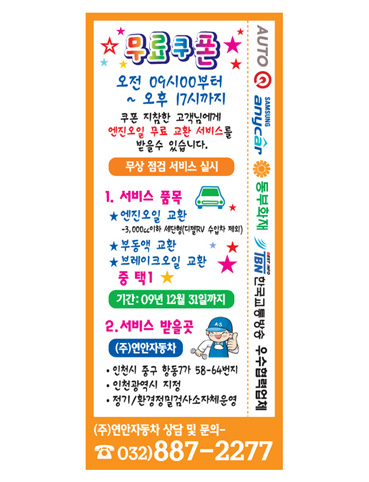 무료쿠폰
오전 09시00부터
~ 오후 17시까지
쿠폰 지참한 고객님에게
엔진오일 무료 교환 서비스를
받을수 있습니다.
무상 점검 서비스 실시
1. 서비스 품목
★엔진오일 교환
-3,000cc이하 세단형(디젤RV 수입차 제외)
★부동액 교환
★브레이크오일 교환
중 택1
기간: 09년 12월 31일까지
2.서비스 받을곳
(주)연안자동차
• 인천시 중구 항동7가 58-64번지
• 인천광역시 지정
• 정기/환경정밀검사소자체운영
(주)연안자동차 상담 및 문의-
☎ 032)887-2277
AUTO
SAMSUNG
anycar
동부화재
TBN 한국교통방송 우수협력업체